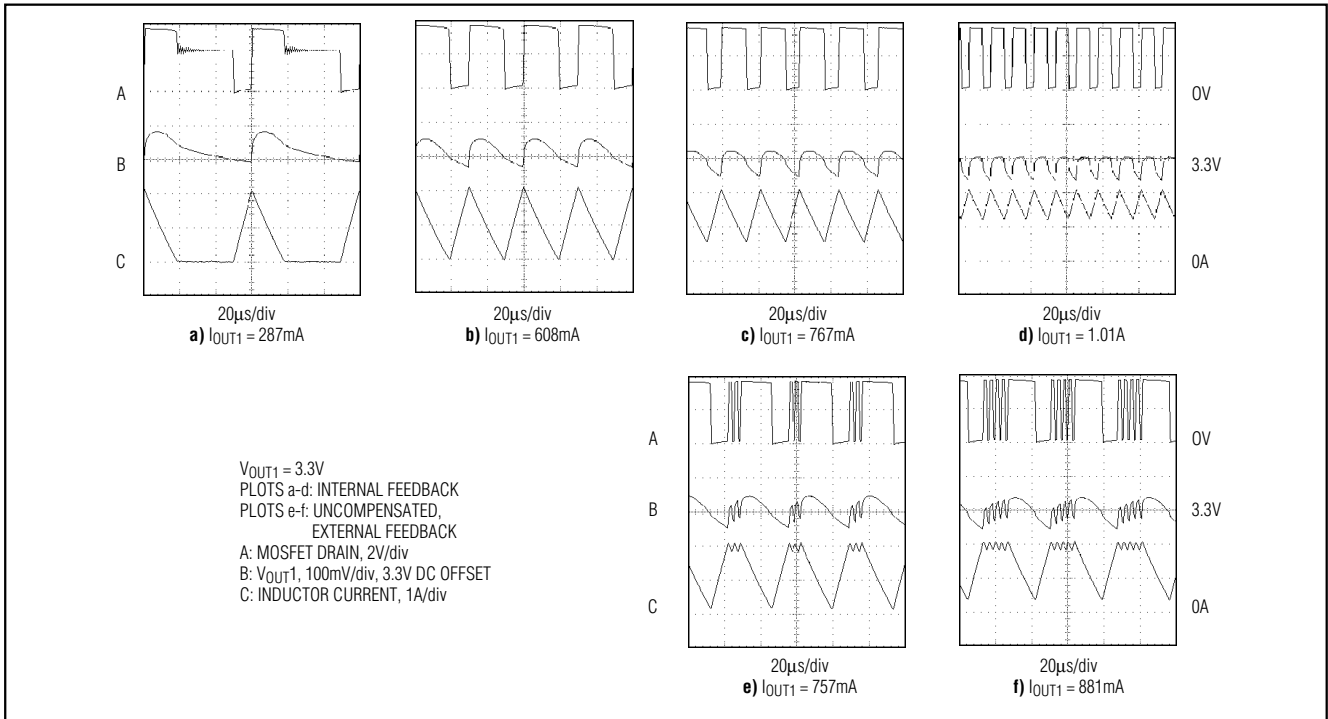 A
B
C
0V
3.3V
0A
20µs/div
a) IOUT1 = 287mA
20µs/div
b) IOUT1 = 608mA
20µs/div
c) IOUT1 = 767mA
20µs/div
d) IOUT1 = 1.01A
VOUT1 = 3.3V
PLOTS a-d: INTERNAL FEEDBACK
PLOTS e-f: UNCOMPENSATED,
EXTERNAL FEEDBACK
A: MOSFET DRAIN, 2V/div
B: VOUT1, 100mV/div, 3.3V DC OFFSET
C: INDUCTOR CURRENT, 1A/div
A
B
C
0V
3.3V
0A
20µs/div
e) IOUT1 = 757mA
20µs/div
f) IOUT1 = 881mA